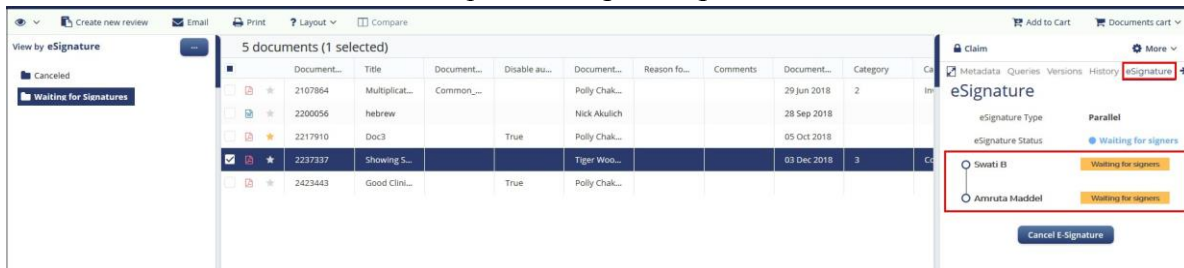 Create new review Email Print ? Layout Compare Add to Cart Documents cart
View by eSignature ... 5 documents (1 selected) Claim More
Canceled
Waiting for Signatures
Document... Title Document... Disable au... Document... Reason fo... Comments Document... Category Ca
2107864 Multiplicat... Common_... Polly Chak... 29 Jun 2018 2 In
2200056 hebrew Nick Akulich 28 Sep 2018
2217910 Doc3 True Polly Chak... 05 Oct 2018
2237337 Showing S... Tiger Woo... 03 Dec 2018 3 Co
2423443 Good Clini... True Polly Chak...
Metadata Queries Versions History eSignature +
eSignature
eSignature Type Parallel
eSignature Status Waiting for signers
Swati B Waiting for signers
Amruta Maddel Waiting for signers
Cancel E-Signature